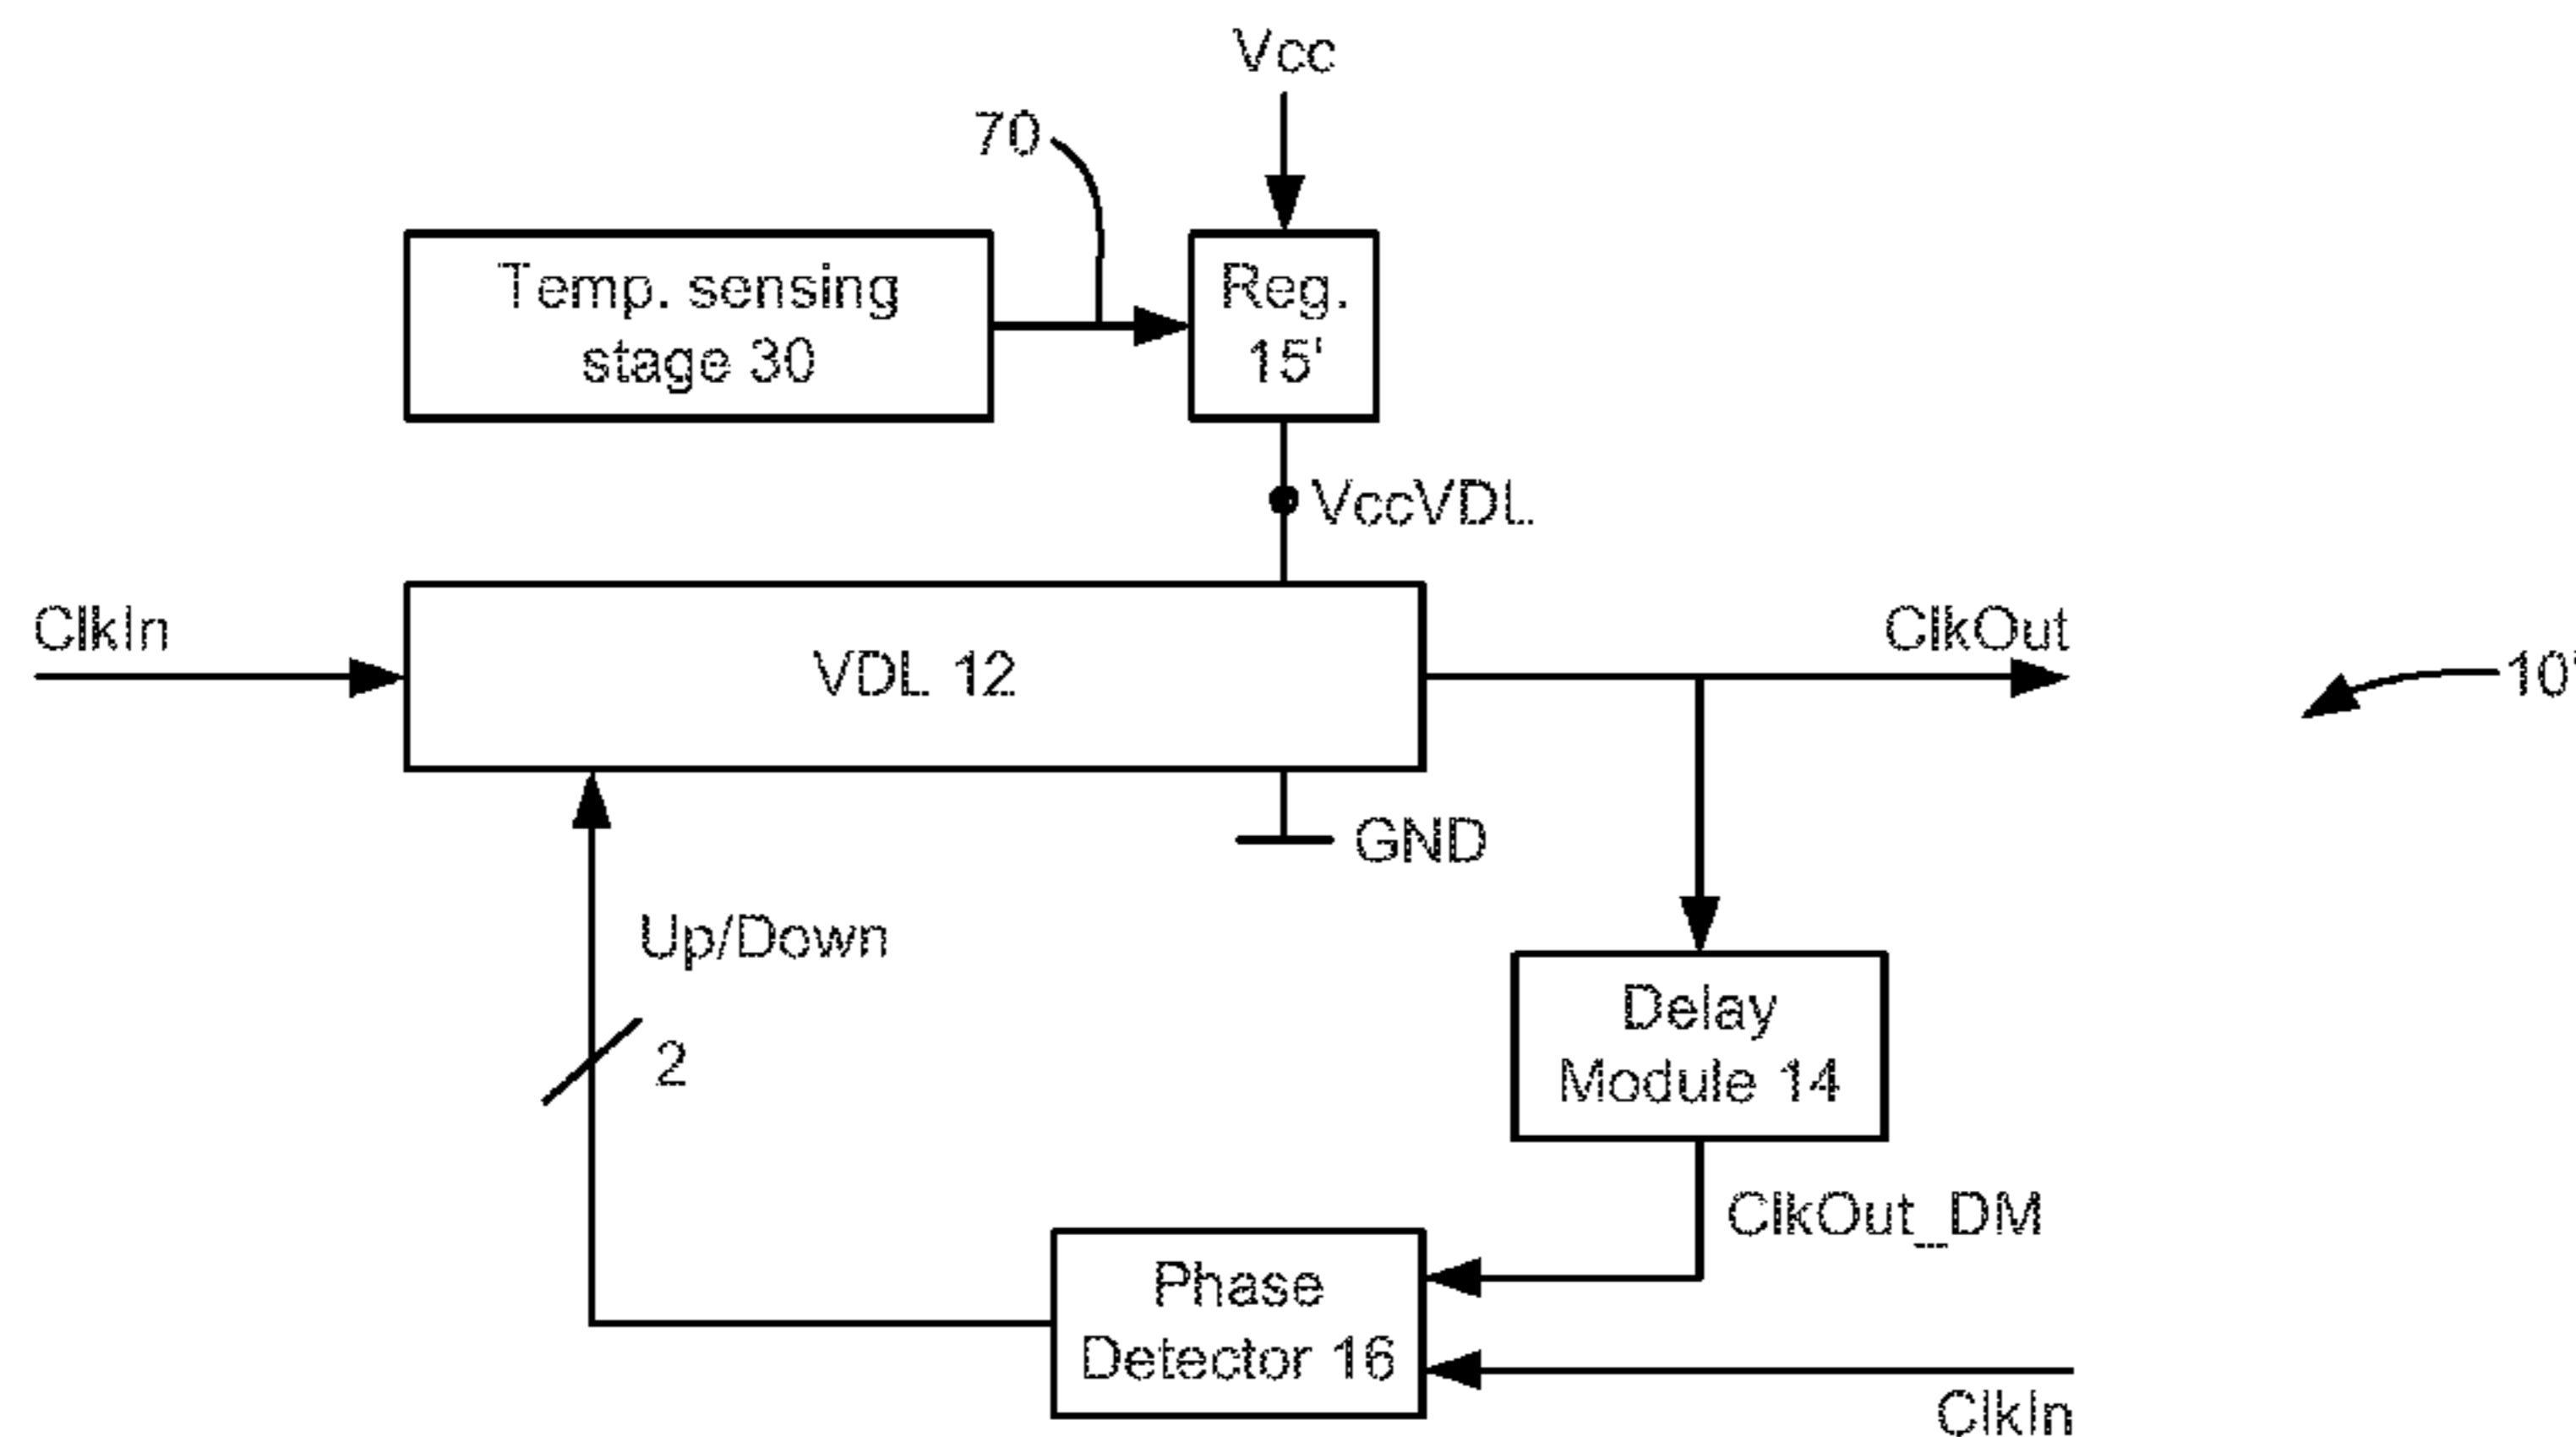 Vcc
70
Temp. sensing
stage 30
Reg.
15'
VccVDL
ClkIn
VDL 12
ClkOut
10'
GND
Up/Down
2
Delay
Module 14
ClkOut_DM
Phase
Detector 16
ClkIn